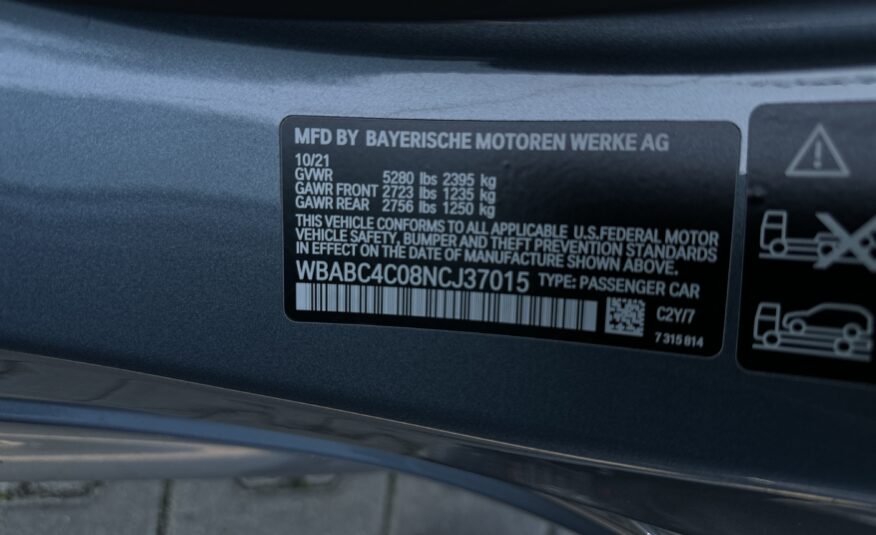 MFD BY BAYERISCHE MOTOREN WERKE AG
10/21
GVWR 5280 lbs 2395 kg
GAWR FRONT 2723 lbs 1235 kg
GAWR REAR 2756 lbs 1250 kg
THIS VEHICLE CONFORMS TO ALL APPLICABLE U.S.FEDERAL MOTOR
VEHICLE SAFETY, BUMPER AND THEFT PREVENTION STANDARDS
IN EFFECT ON THE DATE OF MANUFACTURE SHOWN ABOVE.
WBABC4C08NCJ37015 TYPE: PASSENGER CAR
C2Y/7
7 315 814